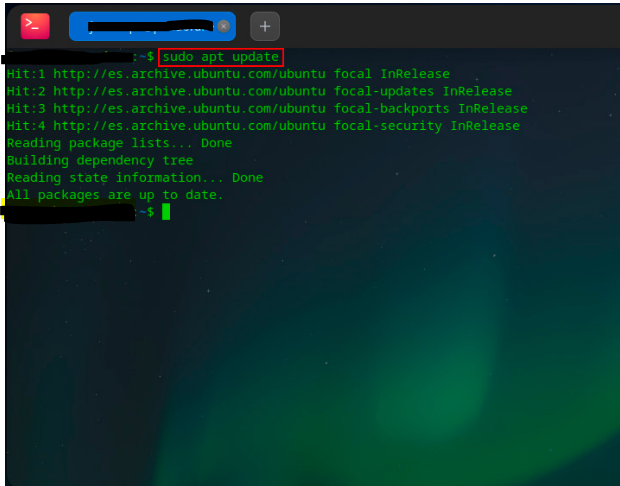 >_
+
:~$ sudo apt update
Hit:1 http://es.archive.ubuntu.com/ubuntu focal InRelease
Hit:2 http://es.archive.ubuntu.com/ubuntu focal-updates InRelease
Hit:3 http://es.archive.ubuntu.com/ubuntu focal-backports InRelease
Hit:4 http://es.archive.ubuntu.com/ubuntu focal-security InRelease
Reading package lists... Done
Building dependency tree
Reading state information... Done
All packages are up to date.
:~$